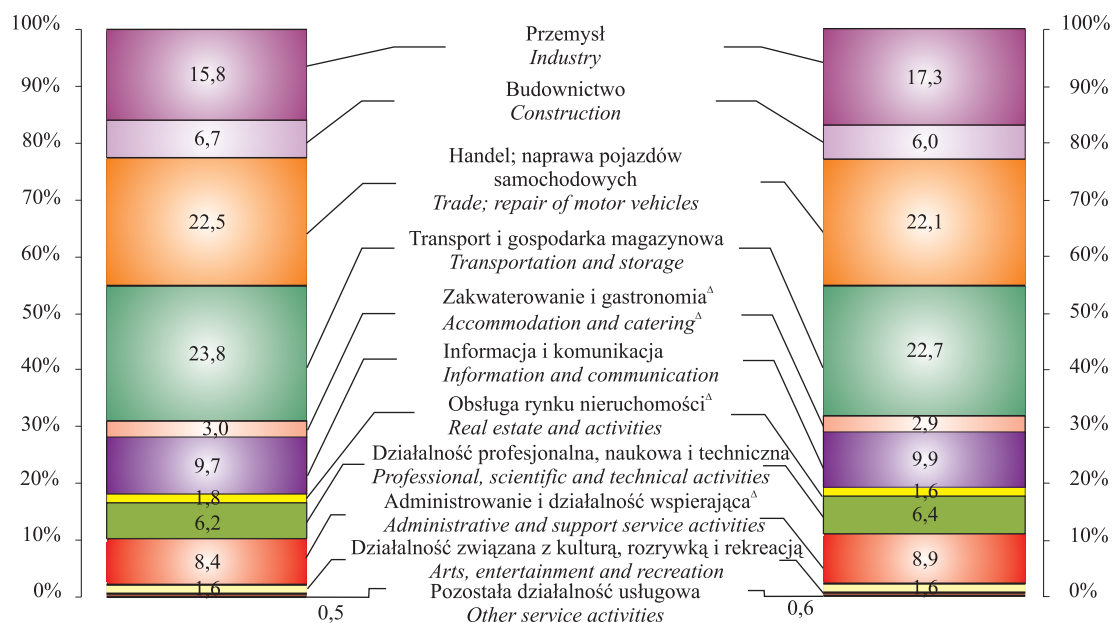 100%
90%
80%
70%
60%
50%
40%
30%
20%
10%
0%
15,8
6,7
22,5
23,8
3,0
9,7
1,8
6,2
8,4
1,6
0,5
Przemysł
Industry
Budownictwo
Construction
Handel; naprawa pojazdów
samochodowych
Trade; repair of motor vehicles
Transport i gospodarka magazynowa
Transportation and storage
Zakwaterowanie i gastronomia∆
Accommodation and catering∆
Informacja i komunikacja
Information and communication
Obsługa rynku nieruchomości∆
Real estate and activities
Działalność profesjonalna, naukowa i techniczna
Professional, scientific and technical activities
Administrowanie i działalność wspierająca∆
Administrative and support service activities
Działalność związana z kulturą, rozrywką i rekreacją
Arts, entertainment and recreation
Pozostała działalność usługowa
Other service activities
17,3
6,0
22,1
22,7
2,9
9,9
1,6
6,4
8,9
1,6
0,6
100%
90%
80%
70%
60%
50%
40%
30%
20%
10%
0%